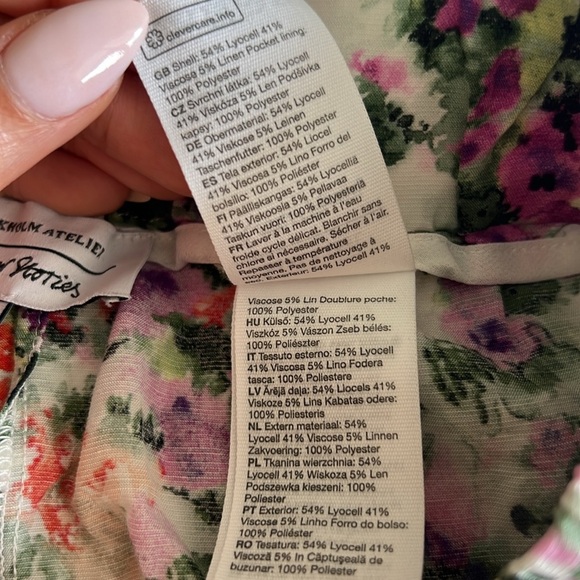 clevercare.info
GB Shell: 54% Lyocell 41%
Viscose 5% Linen Pocket lining:
100% Polyester
CZ Svrchní látka: 54% Lyocell
41% Viskóza 5% Len Podšívka
kapsy: 100% Polyester
DE Obermaterial: 54% Lyocell
41% Viskose 5% Leinen
Taschenfutter: 100% Polyester
ES Tela exterior: 54% Liocel
41% Viscosa 5% Lino Forro del
bolsillo: 100% Poliéster
FI Päällikangas: 54% Lyocelliä
41% Viskoosia 5% Pellavaa
Taskun vuori: 100% Polyesteriä
FR Laver à la machine à l'eau
froide cycle délicat. Blanchir sans
chlore si nécessaire. Sécher à l'air.
Repasser à température
moyenne. Pas de nettoyage à
sec. Extérieur: 54% Lyocell 41%
Viscose 5% Lin Doublure poche:
100% Polyester
HU Külső: 54% Lyocell 41%
Viszkóz 5% Vászon Zseb bélés:
100% Poliészter
IT Tessuto esterno: 54% Lyocell
41% Viscosa 5% Lino Fodera
tasca: 100% Poliestere
LV Ārējā daļa: 54% Liocels 41%
Viskoze 5% Lins Kabatas odere:
100% Poliesteris
NL Extern materiaal: 54%
Lyocell 41% Viscose 5% Linnen
Zakvoering: 100% Polyester
PL Tkanina wierzchnia: 54%
Lyocell 41% Wiskoza 5% Len
Podszewka kieszeni: 100%
Poliester
PT Exterior: 54% Lyocell 41%
Viscose 5% Linho Forro do bolso:
100% Poliéster
RO Tesatura: 54% Lyocell 41%
Viscoză 5% In Căptuşeală de
buzunar: 100% Poliester
KHOLM ATELIER
Stories